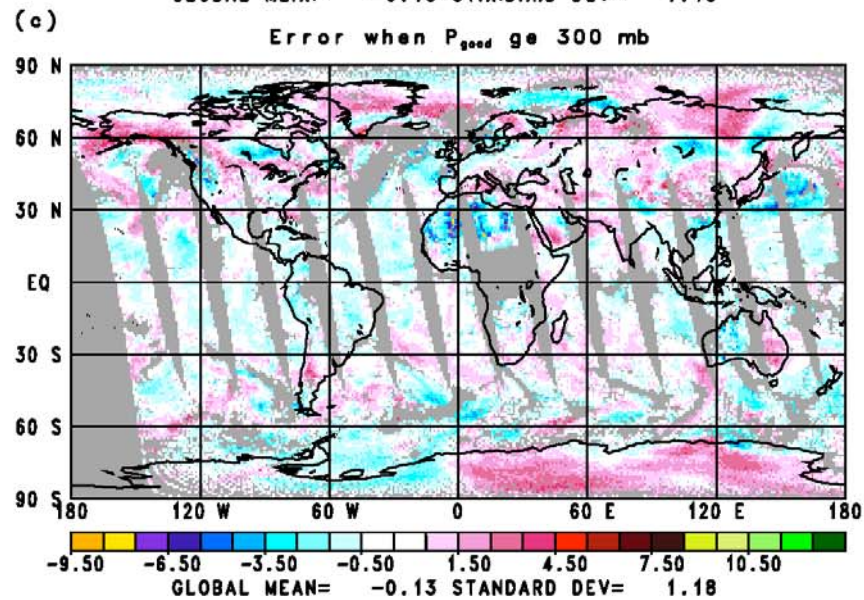 (c)
Error when P_good ge 300 mb
90 N
60 N
30 N
EQ
30 S
60 S
90 S
180 120 W 60 W 0 60 E 120 E 180
-9.50 -6.50 -3.50 -0.50 1.50 4.50 7.50 10.50
GLOBAL MEAN= -0.13 STANDARD DEV= 1.18